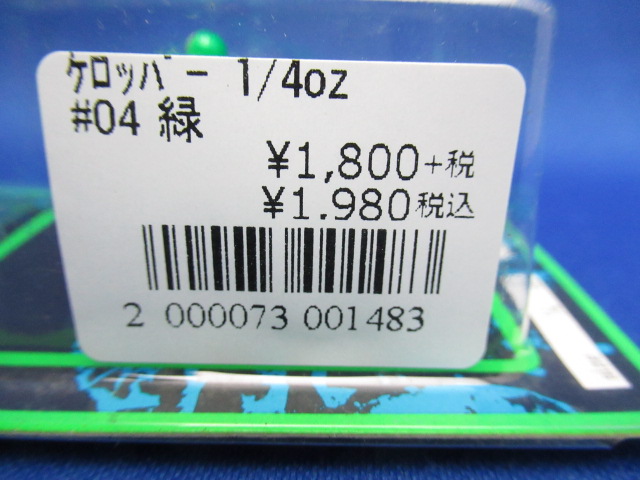 ケロッパー 1/4oz
#04 緑
¥1,800+税
¥1.980税込
2 000073 001483